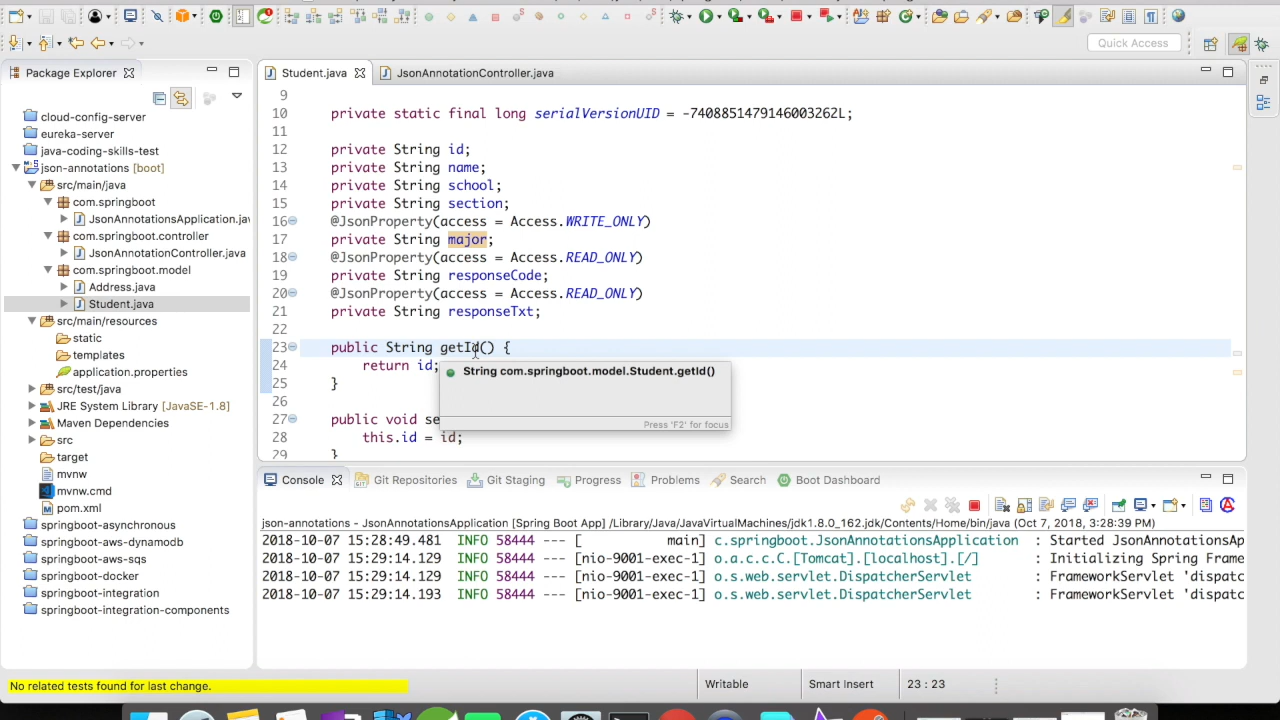 Quick Access
Package Explorer
cloud-config-server
eureka-server
java-coding-skills-test
json-annotations [boot]
src/main/java
com.springboot
JsonAnnotationsApplication.jav
com.springboot.controller
JsonAnnotationController.java
com.springboot.model
Address.java
Student.java
src/main/resources
static
templates
application.properties
src/test/java
JRE System Library [JavaSE-1.8]
Maven Dependencies
src
target
mvnw
mvnw.cmd
pom.xml
springboot-asynchronous
springboot-aws-dynamodb
springboot-aws-sqs
springboot-docker
springboot-integration
springboot-integration-components
Student.java JsonAnnotationController.java
9
10 private static final long serialVersionUID = -7408851479146003262L;
11
12 private String id;
13 private String name;
14 private String school;
15 private String section;
16 @JsonProperty(access = Access.WRITE_ONLY)
17 private String major;
18 @JsonProperty(access = Access.READ_ONLY)
19 private String responseCode;
20 @JsonProperty(access = Access.READ_ONLY)
21 private String responseTxt;
22
23 public String getId() {
24 return id;
25 }
26
27 public void se
28 this.id = id;
29 }
String com.springboot.model.Student.getId()
Press 'F2' for focus
Console Git Repositories Git Staging Progress Problems Search Boot Dashboard
json-annotations - JsonAnnotationsApplication [Spring Boot App] /Library/Java/JavaVirtualMachines/jdk1.8.0_162.jdk/Contents/Home/bin/java (Oct 7, 2018, 3:28:39 PM)
2018-10-07 15:28:49.481 INFO 58444 --- [ main] c.springboot.JsonAnnotationsApplication : Started JsonAnnotationsAp
2018-10-07 15:29:14.129 INFO 58444 --- [nio-9001-exec-1] o.a.c.c.C.[Tomcat].[localhost].[/] : Initializing Spring Frame
2018-10-07 15:29:14.129 INFO 58444 --- [nio-9001-exec-1] o.s.web.servlet.DispatcherServlet : FrameworkServlet 'dispatc
2018-10-07 15:29:14.193 INFO 58444 --- [nio-9001-exec-1] o.s.web.servlet.DispatcherServlet : FrameworkServlet 'dispatc
No related tests found for last change.
Writable Smart Insert 23 : 23